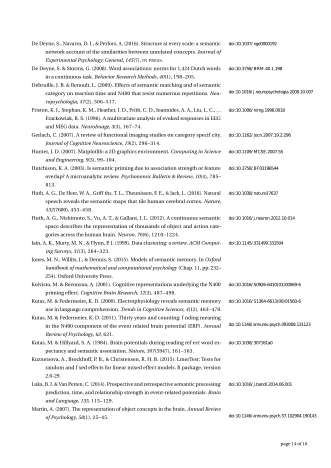 De Deyne, S., Navarro, D. J., & Perfors, A. (2016). Structure at every scale: a semantic
network account of the similarities between unrelated concepts. Journal of
Experimental Psychology: General, 145(?), IN PRESS.
doi:10.1037/
De Deyne, S. & Storms, G. (2008). Word associations: norms for 1,424 Dutch words
in a continuous task. Behavior Research Methods, 40(1), 198–205.
doi:10.3758/BRM.40.1.198
Debruille, J. B. & Renoult, L. (2009). Effects of semantic matching and of semantic
category on reaction time and N400 that resist numerous repetitions. Neu-
ropsychologia, 47(2), 506–517.
doi:10.1016/j.neuropsychologia.2008.10.007
Friston, K. J., Stephan, K. M., Heather, J. D., Frith, C. D., Ioannides, A. A., Liu, L. C., …
Frackowiak, R. S. (1996). A multivariate analysis of evoked responses in EEG
and MEG data. NeuroImage, 3(3), 167–74.
doi:10.1006/nimg.1996.0018
Gerlach, C. (2007). A review of functional imaging studies on category specificity.
Journal of Cognitive Neuroscience, 19(2), 296–314.
doi:10.1162/jocn.2007.19.2.296
Hunter, J. D. (2007). Matplotlib: a 2D graphics environment. Computing in Science
and Engineering, 9(3), 99–104.
doi:10.1109/MCSE.2007.55
Hutchison, K. A. (2003). Is semantic priming due to association strength or feature
overlap? A microanalytic review. Psychonomic Bulletin & Review, 10(4), 785–
813.
doi:10.3758/BF03196544
Huth, A. G., De Heer, W. A., Griffiths, T. L., Theunissen, F. E., & Jack, L. (2016). Natural
speech reveals the semantic maps that tile human cerebral cortex. Nature,
532(7600), 453–458.
doi:10.1038/nature17637
Huth, A. G., Nishimoto, S., Vu, A. T., & Gallant, J. L. (2012). A continuous semantic
space describes the representation of thousands of object and action cate-
gories across the human brain. Neuron, 76(6), 1210–1224.
doi:10.1016/j.neuron.2012.10.014
Jain, A. K., Murty, M. N., & Flynn, P. J. (1999). Data clustering: a review. ACM Comput-
ing Surveys, 31(3), 264–323.
doi:10.1145/331499.331504
Jones, M. N., Willits, J., & Dennis, S. (2015). Models of semantic memory. In Oxford
handbook of mathematical and computational psychology (Chap. 11, pp. 232–
254). Oxford University Press.
Koivisto, M. & Revonsuo, A. (2001). Cognitive representations underlying the N400
priming effect. Cognitive Brain Research, 12(3), 487–490.
doi:10.1016/S0926-6410(01)00069-6
Kutas, M. & Federmeier, K. D. (2000). Electrophysiology reveals semantic memory
use in language comprehension. Trends in Cognitive Sciences, 4(12), 463–470.
doi:10.1016/S1364-6613(00)01560-6
Kutas, M. & Federmeier, K. D. (2011). Thirty years and counting: finding meaning
in the N400 component of the event related brain potential (ERP). Annual
Review of Psychology, 62, 621.
doi:10.1146/annurev.psych.093008.131123
Kutas, M. & Hillyard, S. A. (1984). Brain potentials during reading reflect word ex-
pectancy and semantic association. Nature, 307(5947), 161–163.
doi:10.1038/307161a0
Kuznetsova, A., Brockhoff, P. B., & Christensen, R. H. B. (2015). LmerTest: Tests for
random and fixed effects for linear mixed effect models. R package, version
2.0-29.
Luka, B. J. & Van Petten, C. (2014). Prospective and retrospective semantic processing
prediction, time, and relationship strength in event-related potentials. Brain
and Language, 135, 115–129.
doi:10.1016/j.bandl.2014.06.001
Martin, A. (2007). The representation of object concepts in the brain. Annual Review
of Psychology, 58(1), 25–45.
doi:10.1146/annurev.psych.57.102904.190143
page 14 of 16